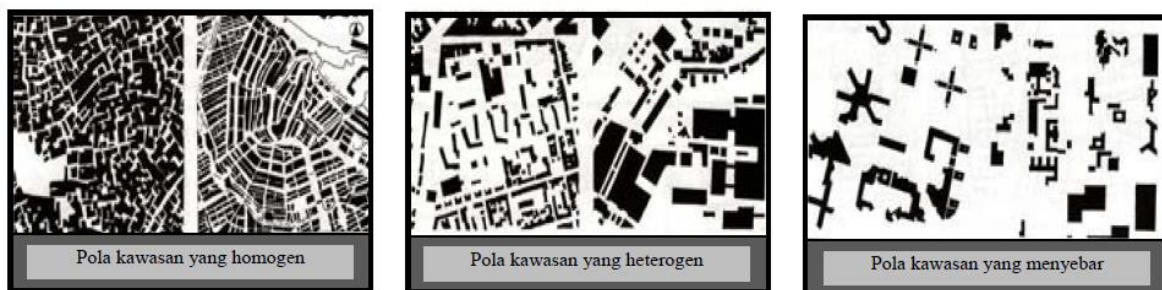 Pola kawasan yang homogen
Pola kawasan yang heterogen
Pola kawasan yang menyebar